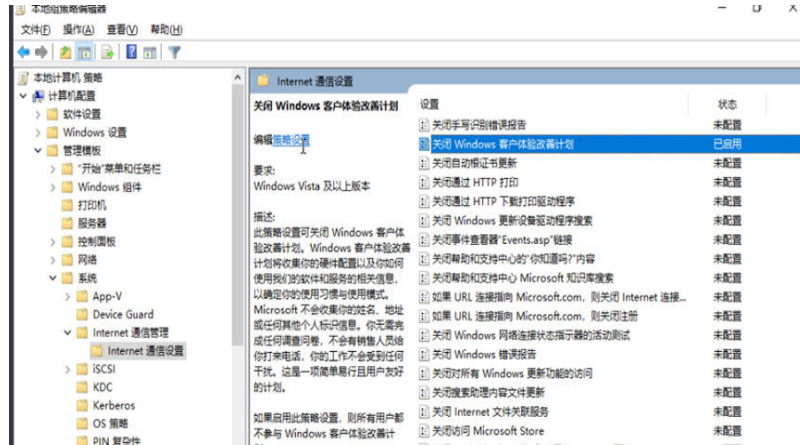 本地组策略编辑器
文件(F) 操作(A) 查看(V) 帮助(H)
本地计算机 策略
计算机配置
软件设置
Windows 设置
管理模板
"开始"菜单和任务栏
Windows 组件
打印机
服务器
控制面板
网络
系统
App-V
Device Guard
Internet 通信管理
Internet 通信设置
iSCSI
KDC
Kerberos
OS 策略
PIN 复杂性
Internet 通信设置
关闭 Windows 客户体验改善计划
编辑策略设置
要求:
Windows Vista 及以上版本
描述:
此策略设置可关闭 Windows 客户体
验改善计划。Windows 客户体验改善
计划将收集你的硬件配置以及你如何
使用我们的软件和服务的相关信息,
以确定你的使用习惯与使用模式。
Microsoft 不会收集你的姓名、地址
或任何其他个人标识信息。你无需完
成任何调查问卷，不会有销售人员给
你打来电话，你的工作不会受到任何
干扰。这是一项简单易行且用户友好
的计划。
如果启用此策略设置，则所有用户都
不参与 Windows 客户体验改善计
设置 状态
关闭手写识别错误报告 未配置
关闭 Windows 客户体验改善计划 已启用
关闭自动根证书更新 未配置
关闭通过 HTTP 打印 未配置
关闭通过 HTTP 下载打印驱动程序 未配置
关闭 Windows 更新设备驱动程序搜索 未配置
关闭事件查看器"Events.asp"链接 未配置
关闭帮助和支持中心的"你知道吗?"内容 未配置
关闭帮助和支持中心 Microsoft 知识库搜索 未配置
如果 URL 连接指向 Microsoft.com，则关闭 Internet 连接... 未配置
如果 URL 连接指向 Microsoft.com，则关闭注册 未配置
关闭 Windows 网络连接状态指示器的活动测试 未配置
关闭 Windows 错误报告 未配置
关闭对所有 Windows 更新功能的访问 未配置
关闭搜索助理内容文件更新 未配置
关闭 Internet 文件关联服务 未配置
关闭访问 Microsoft Store 未配置